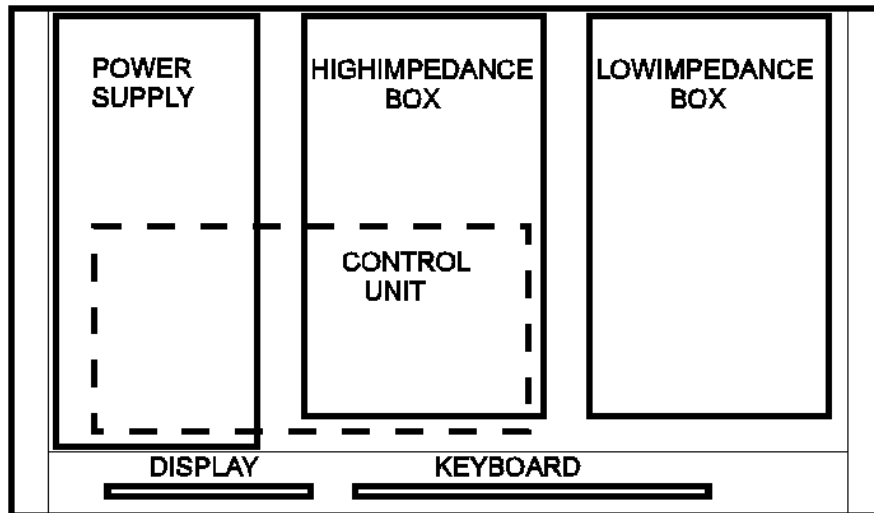 POWER
SUPPLY
HIGHIMPEDANCE
BOX
LOWIMPEDANCE
BOX
CONTROL
UNIT
DISPLAY
KEYBOARD